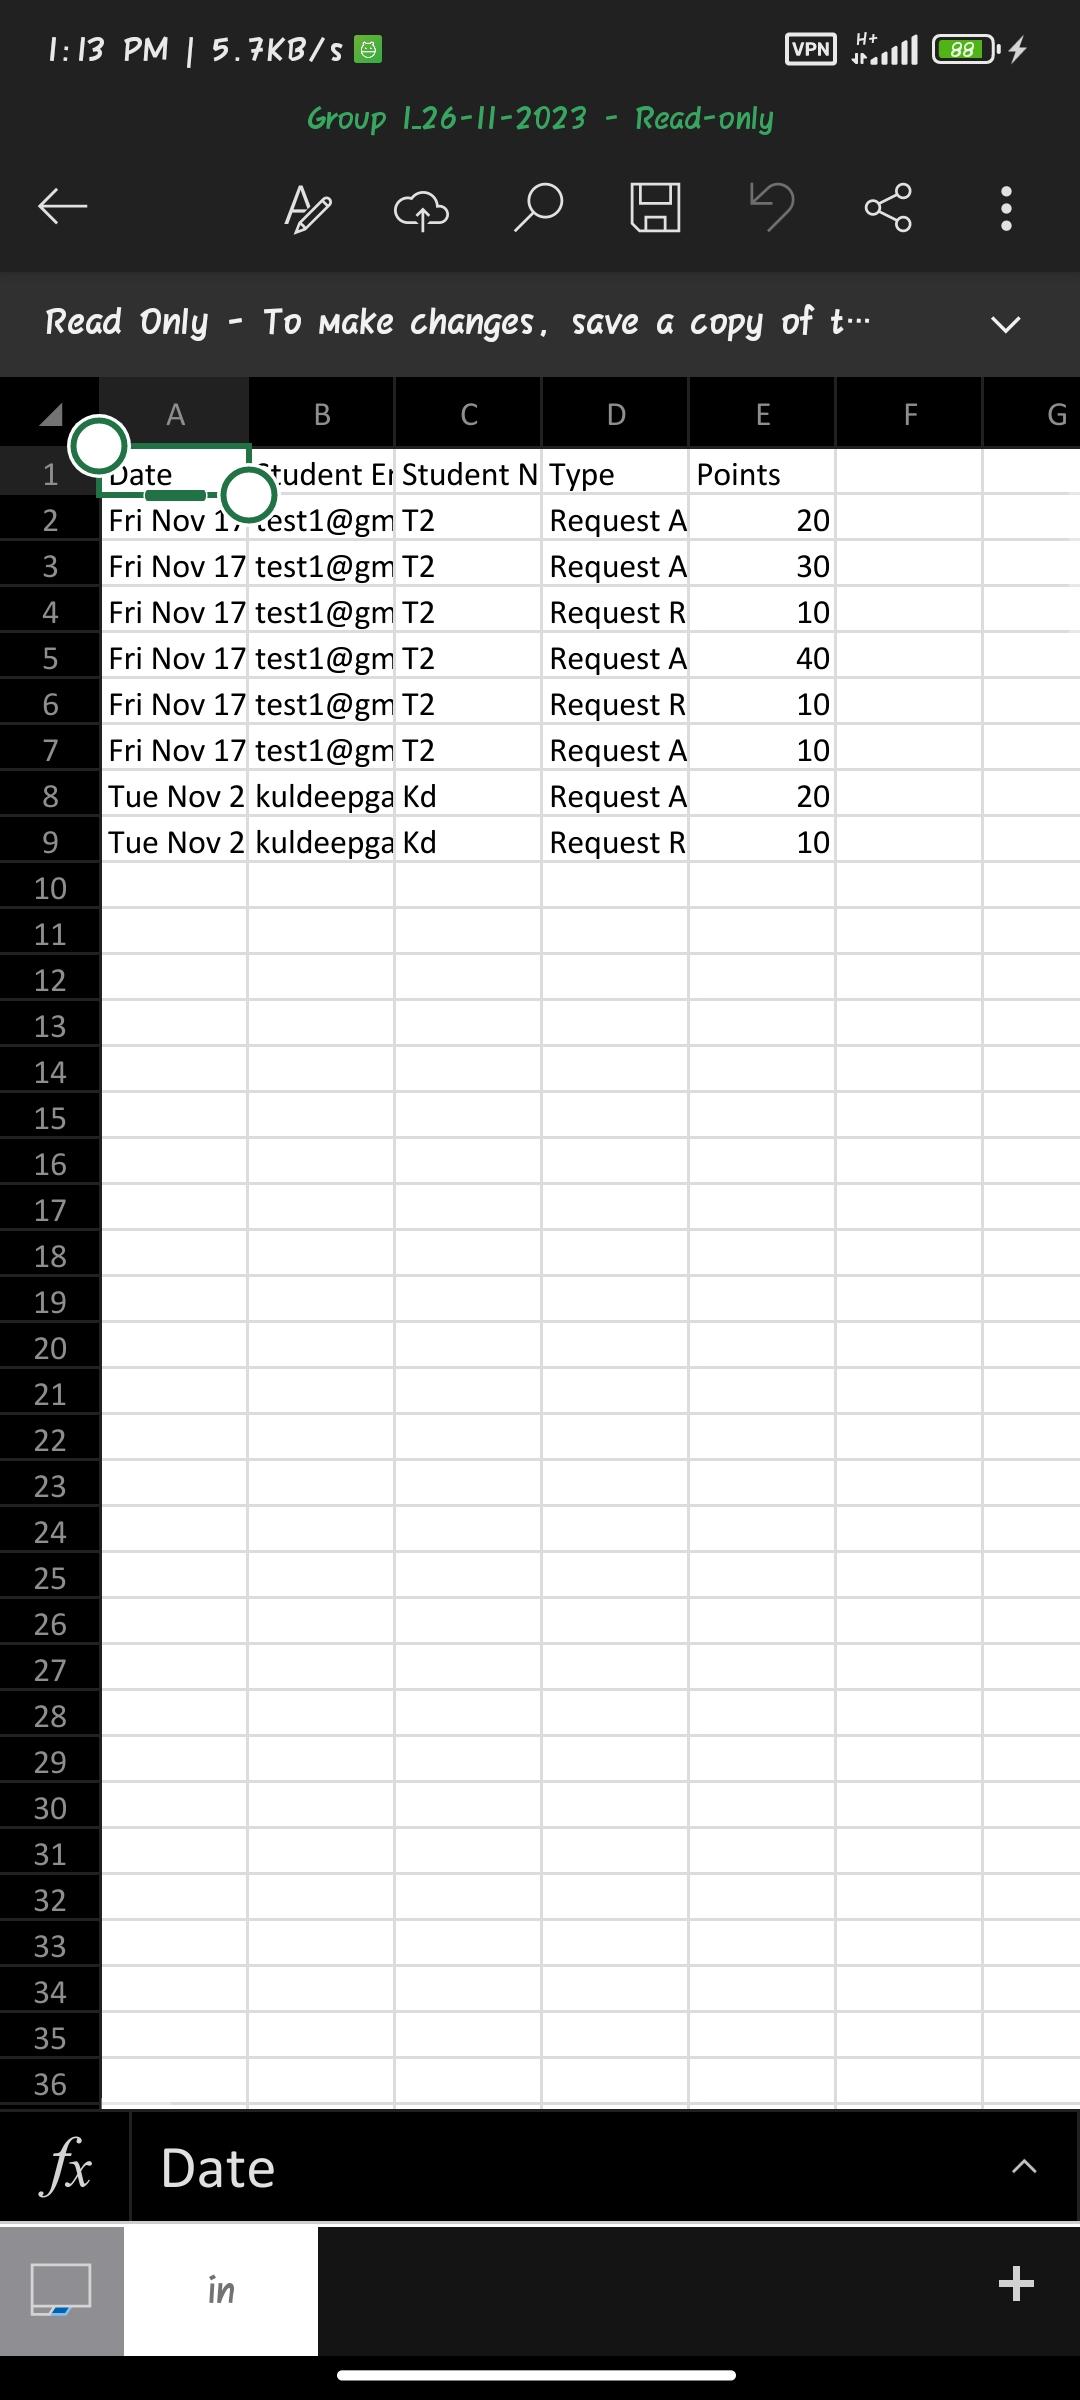 1:13 PM | 5.7KB/s VPN H+ 88
Group 1_26-11-2023 - Read-only
Read Only - To make changes, save a copy of t...
A B C D E F G
1 Date Student Student N Type Points
2 Fri Nov 17 test1@gm T2 Request A 20
3 Fri Nov 17 test1@gm T2 Request A 30
4 Fri Nov 17 test1@gm T2 Request R 10
5 Fri Nov 17 test1@gm T2 Request A 40
6 Fri Nov 17 test1@gm T2 Request R 10
7 Fri Nov 17 test1@gm T2 Request A 10
8 Tue Nov 2 kuldeepga Kd Request A 20
9 Tue Nov 2 kuldeepga Kd Request R 10
10
11
12
13
14
15
16
17
18
19
20
21
22
23
24
25
26
27
28
29
30
31
32
33
34
35
36
fx Date
in